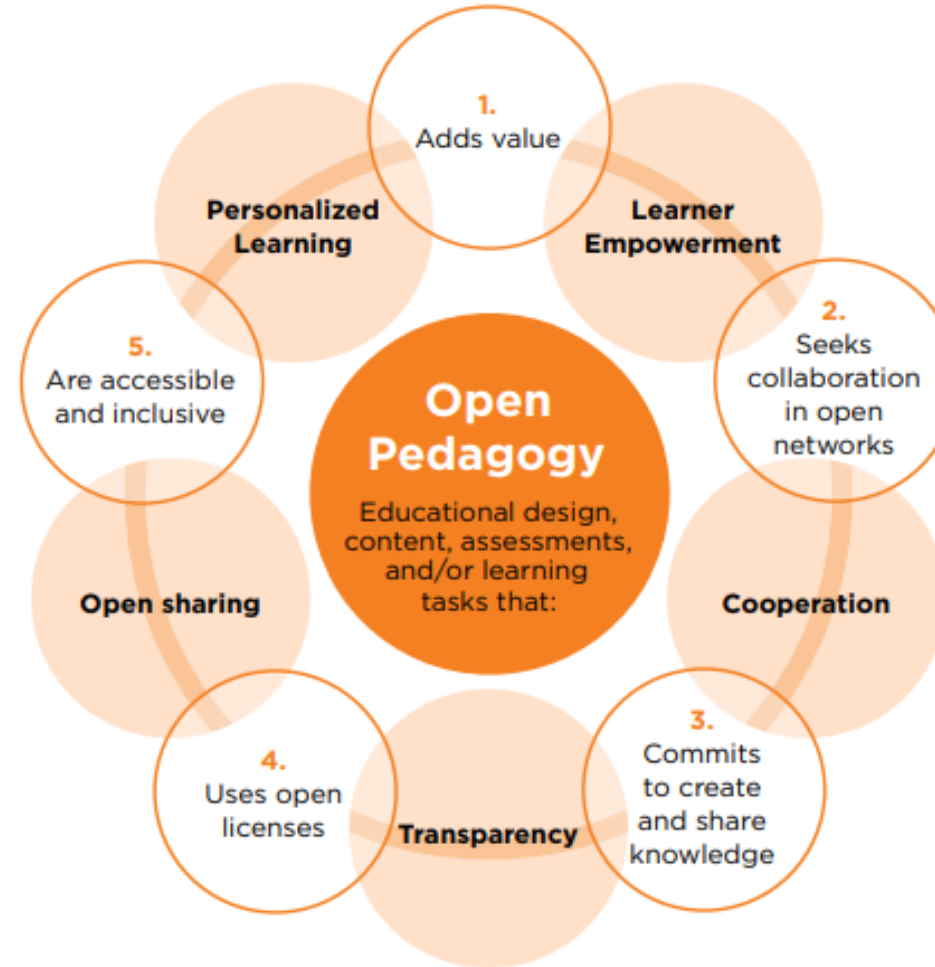 1.
Adds value
Personalized
Learning
Learner
Empowerment
5.
Are accessible
and inclusive
2.
Seeks
collaboration
in open
networks
Open
Pedagogy
Educational design,
content, assessments,
and/or learning
tasks that:
Open sharing
Cooperation
4.
Uses open
licenses
Transparency
3.
Commits
to create
and share
knowledge